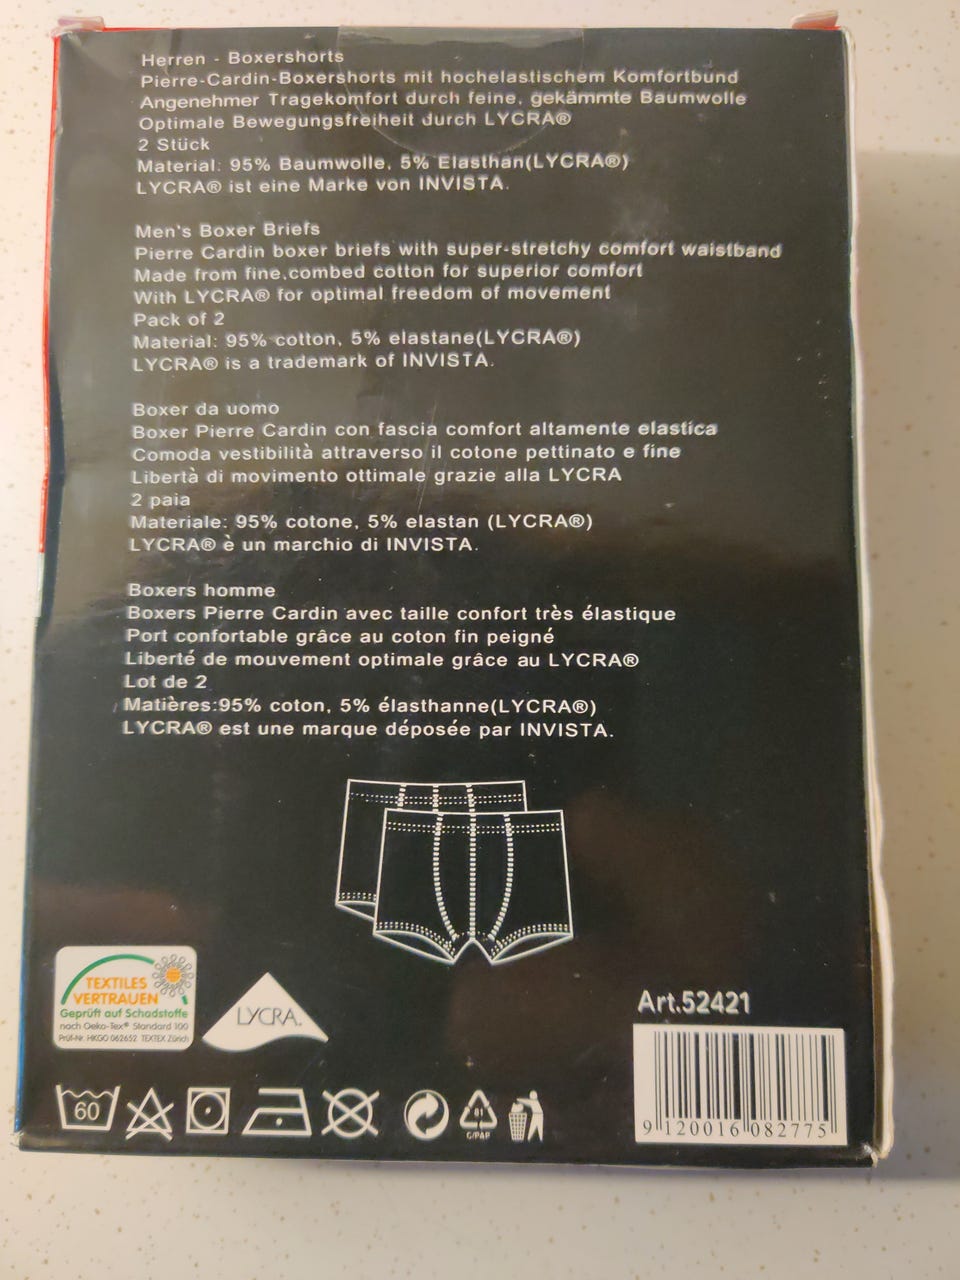 Herren - Boxershorts
Pierre-Cardin-Boxershorts mit hochelastischem Komfortbund
Angenehmer Tragekomfort durch feine, gekämmte Baumwolle
Optimale Bewegungsfreiheit durch LYCRA®
2 Stück
Material: 95% Baumwolle, 5% Elasthan(LYCRA®)
LYCRA® ist eine Marke von INVISTA.
Men's Boxer Briefs
Pierre Cardin boxer briefs with super-stretchy comfort waistband
Made from fine,combed cotton for superior comfort
With LYCRA® for optimal freedom of movement
Pack of 2
Material: 95% cotton, 5% elastane(LYCRA®)
LYCRA® is a trademark of INVISTA.
Boxer da uomo
Boxer Pierre Cardin con fascia comfort altamente elastica
Comoda vestibilità attraverso il cotone pettinato e fine
Libertà di movimento ottimale grazie alla LYCRA
2 paia
Materiale: 95% cotone, 5% elastan (LYCRA®)
LYCRA® è un marchio di INVISTA.
Boxers homme
Boxers Pierre Cardin avec taille confort très élastique
Port confortable grâce au coton fin peigné
Liberté de mouvement optimale grâce au LYCRA®
Lot de 2
Matières:95% coton, 5% élasthanne(LYCRA®)
LYCRA® est une marque déposée par INVISTA.
TEXTILES
VERTRAUEN
Geprüft auf Schadstoffe
nach Oeko-Tex® Standard 100
Prüf-Nr. HKGO 062652 TESTEX Zürich
LYCRA.
Art.52421
60
81
C/PAP
9 120016 082775